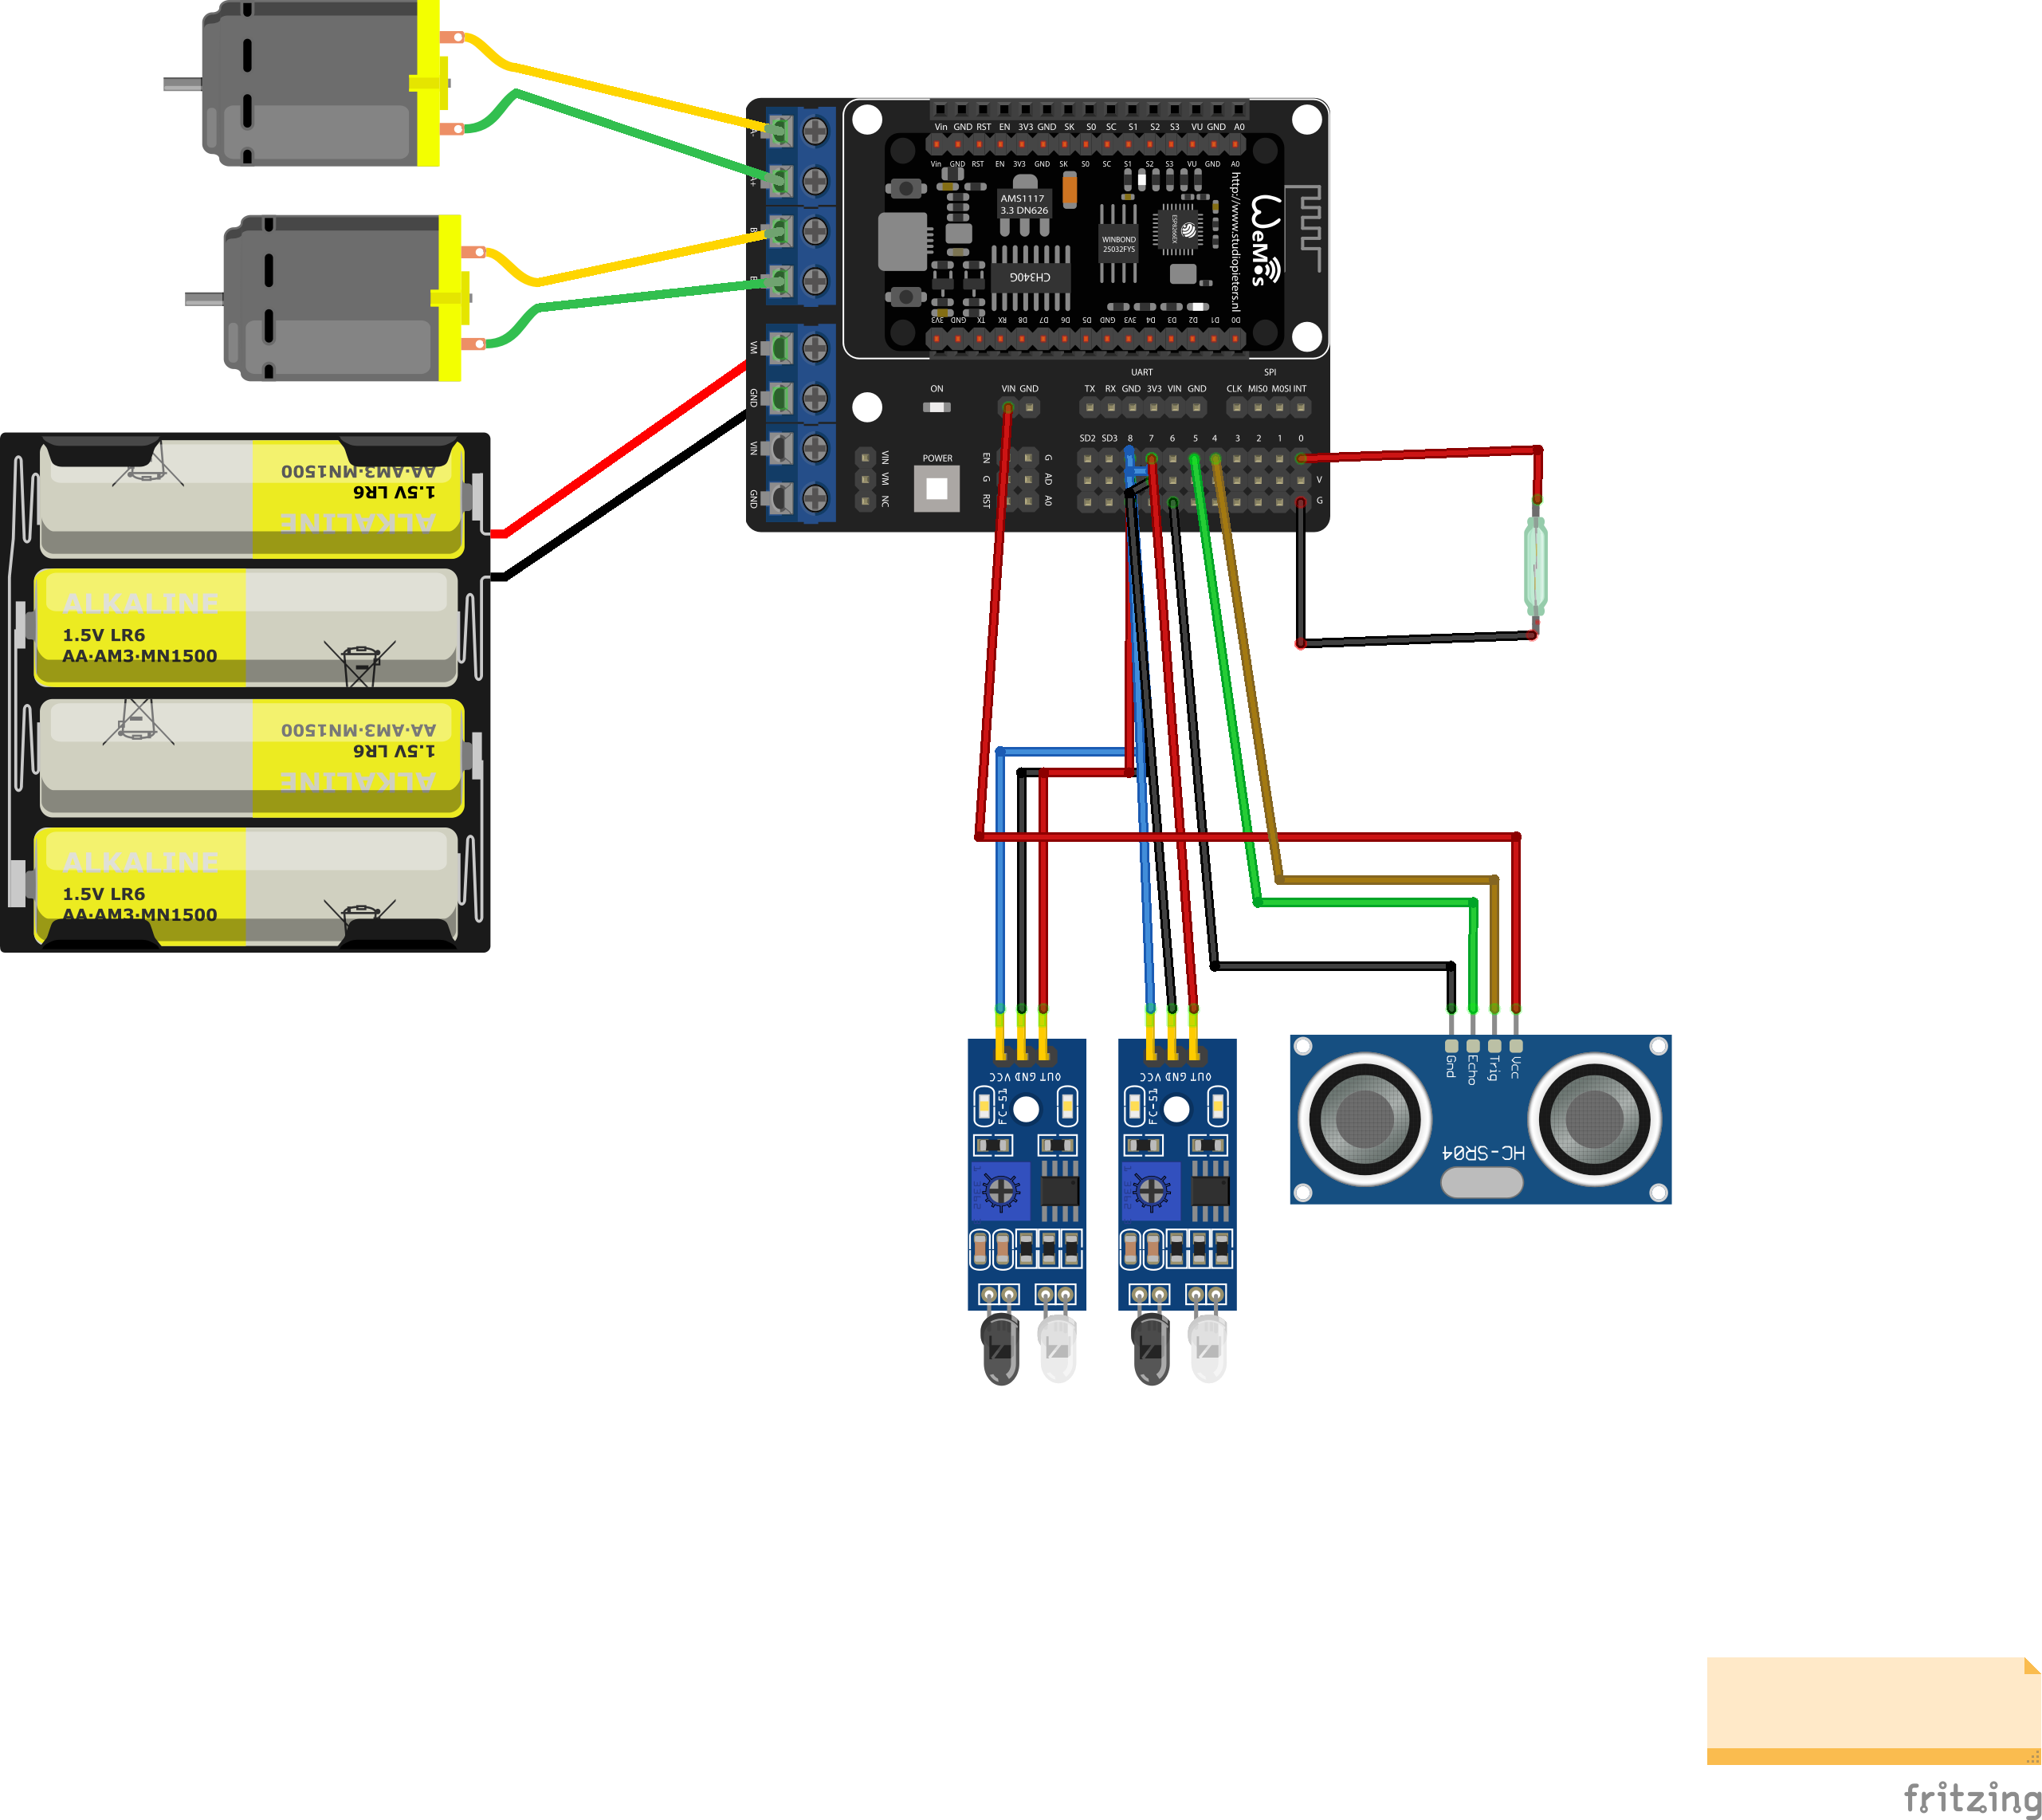 Vin GND RST EN 3V3 GND SK S0 SC S1 S2 S3 VU GND A0
Vin GND RST EN 3V3 GND SK S0 SC S1 S2 S3 VU GND A0
A-
A+
VM
GND
VIN
GND
AMS1117
3.3 DN626
WINBOND
25032FYS
ESP8266EX
CH340G
WeMos
http://www.studiopieters.nl
3V3 GND TX RX D8 D7 D6 D5 GND 3V3 D4 D3 D2 D1 D0
UART
SPI
ON
VIN GND
TX RX GND 3V3 VIN GND
CLK MISO MOSI INT
SD2 SD3 8 7 6 5 4 3 2 1 0
V
G
POWER
VIN
VM
NC
EN
G
RST
G
AD
A0
AA·AM3·MN1500
1.5V LR6
ALKALINE
ALKALINE
1.5V LR6
AA·AM3·MN1500
AA·AM3·MN1500
1.5V LR6
ALKALINE
ALKALINE
1.5V LR6
AA·AM3·MN1500
OUT GND VCC
FC-51
OUT GND VCC
FC-51
Gnd
Echo
Trig
Vcc
HC-SR04
fritzing